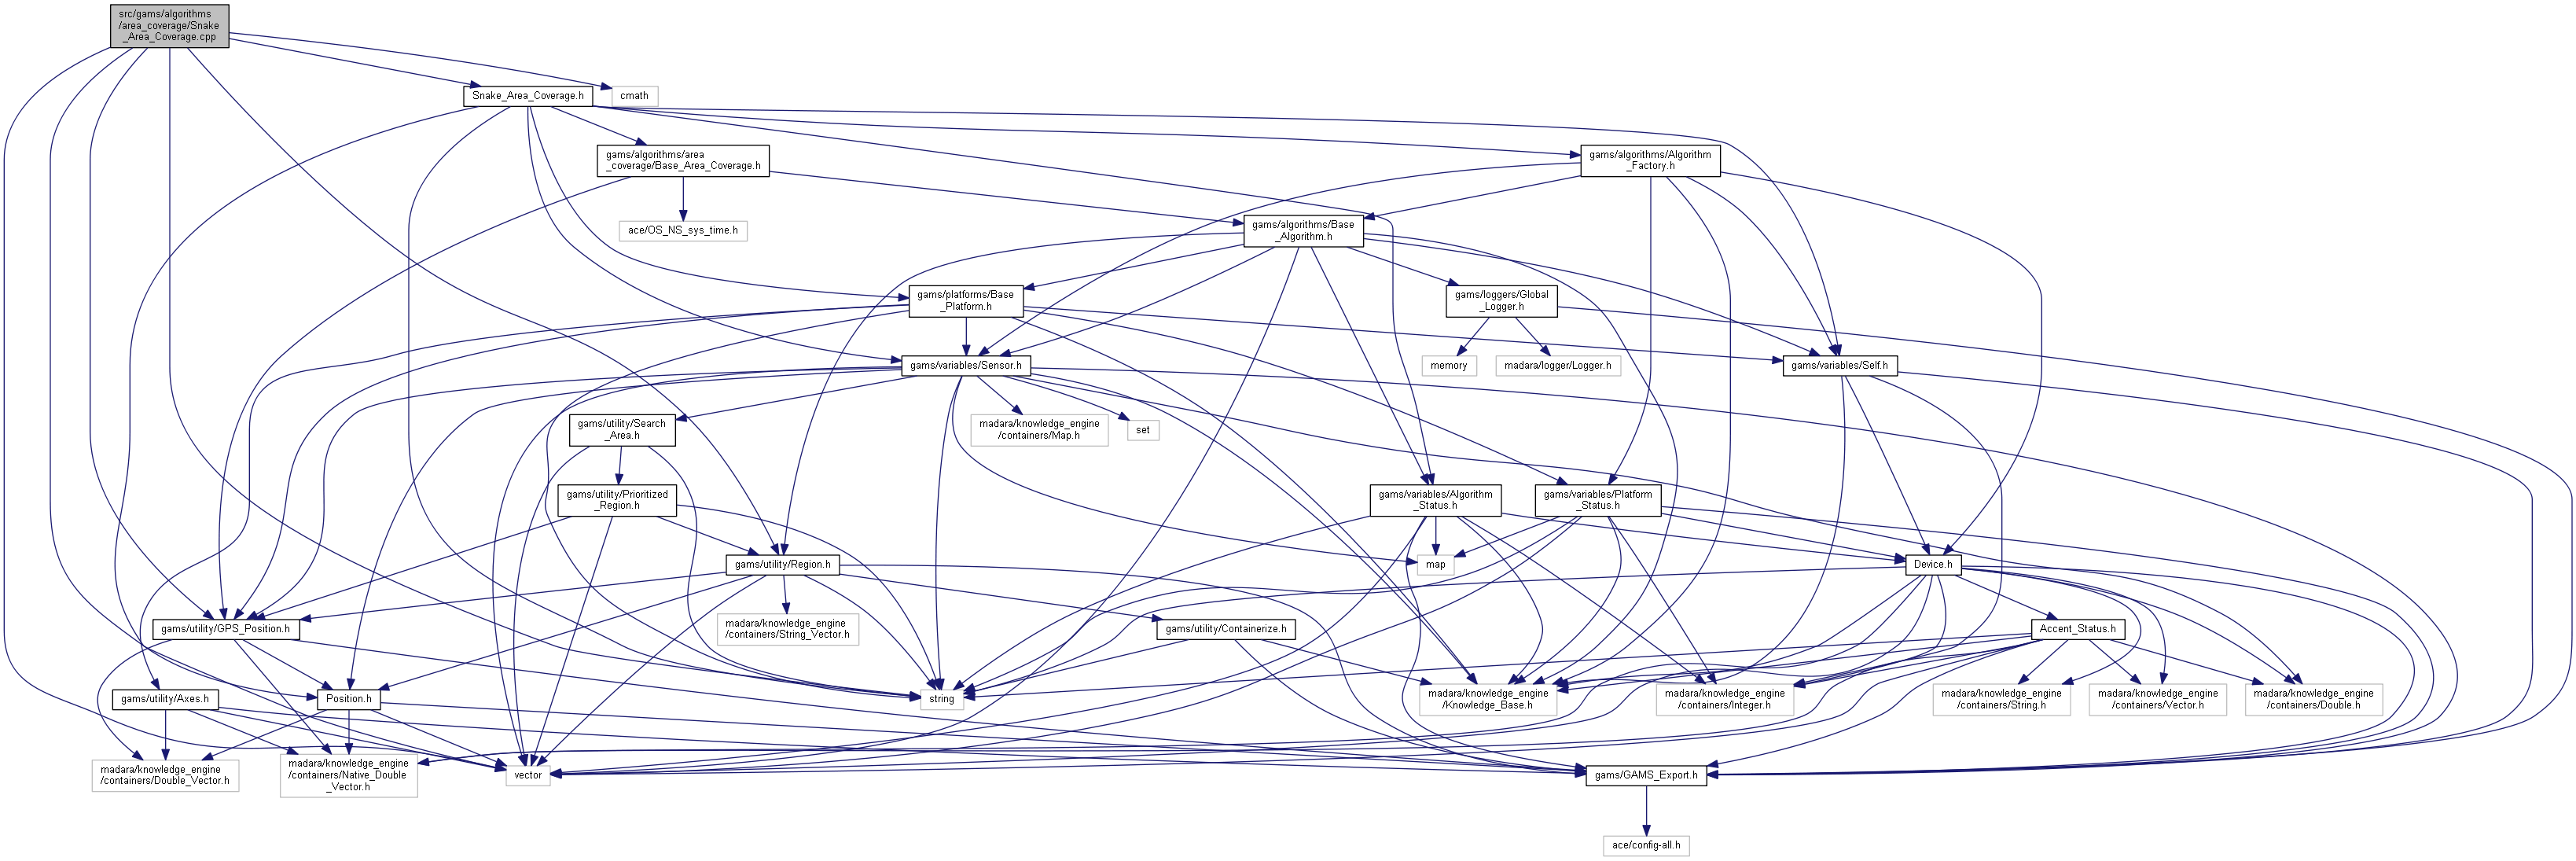 src/gams/algorithms
/area_coverage/Snake
_Area_Coverage.cpp
Snake_Area_Coverage.h
cmath
gams/algorithms/area
_coverage/Base_Area_Coverage.h
gams/algorithms/Algorithm
_Factory.h
ace/OS_NS_sys_time.h
gams/algorithms/Base
_Algorithm.h
gams/platforms/Base
_Platform.h
gams/loggers/Global
_Logger.h
gams/variables/Sensor.h
memory
madara/logger/Logger.h
gams/variables/Self.h
gams/utility/Search
_Area.h
madara/knowledge_engine
/containers/Map.h
set
gams/utility/Prioritized
_Region.h
gams/variables/Algorithm
_Status.h
gams/variables/Platform
_Status.h
gams/utility/Region.h
map
Device.h
gams/utility/GPS_Position.h
madara/knowledge_engine
/containers/String_Vector.h
gams/utility/Containerize.h
Accent_Status.h
gams/utility/Axes.h
Position.h
string
madara/knowledge_engine
/Knowledge_Base.h
madara/knowledge_engine
/containers/Integer.h
madara/knowledge_engine
/containers/String.h
madara/knowledge_engine
/containers/Vector.h
madara/knowledge_engine
/containers/Double.h
madara/knowledge_engine
/containers/Double_Vector.h
madara/knowledge_engine
/containers/Native_Double
_Vector.h
vector
gams/GAMS_Export.h
ace/config-all.h